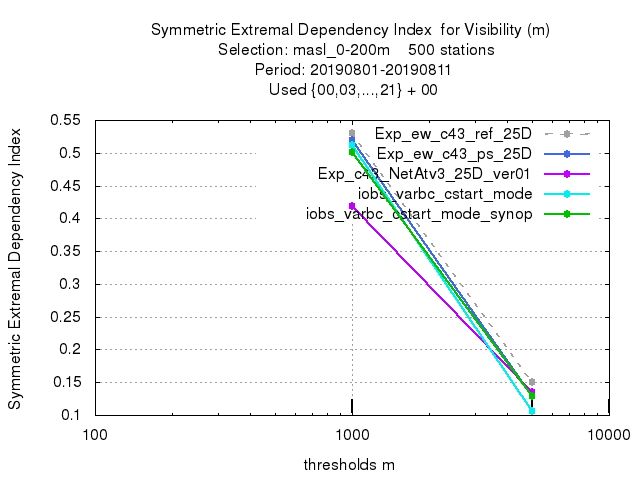 Symmetric Extremal Dependency Index  for Visibility (m)
Selection: masl_0-200m    500 stations
Period: 20190801-20190811
Used {00,03,...,21} + 00
Symmetric Extremal Dependency Index
0.55
0.5
0.45
0.4
0.35
0.3
0.25
0.2
0.15
0.1
Exp_ew_c43_ref_25D
Exp_ew_c43_ps_25D
Exp_c43_NetAtv3_25D_ver01
iobs_varbc_cstart_mode
iobs_varbc_cstart_mode_synop
100
1000
10000
thresholds m